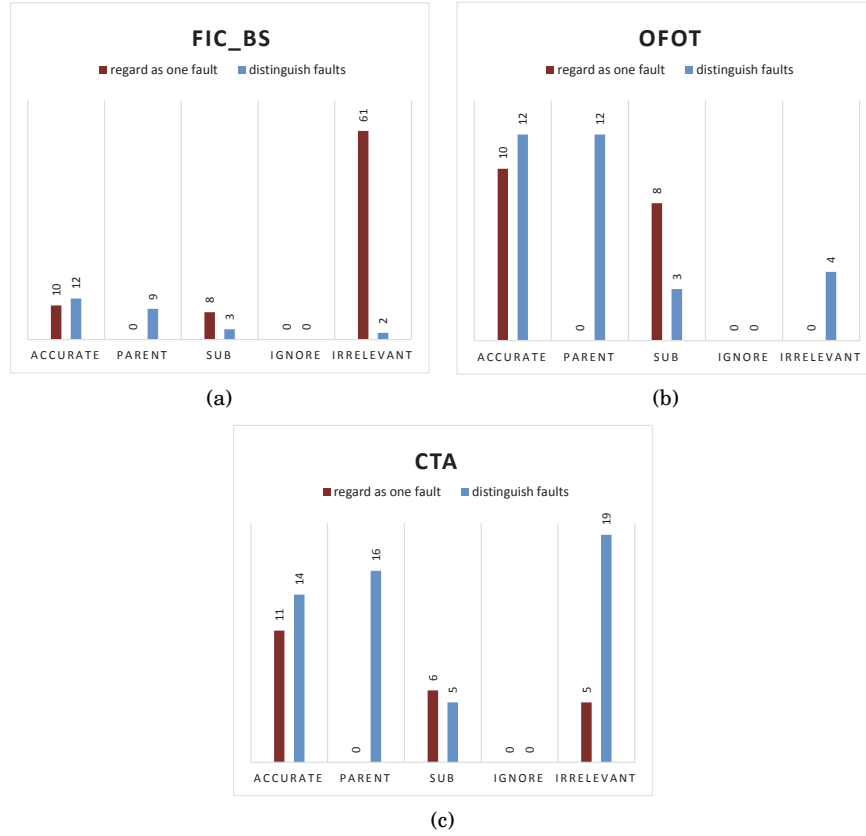 FIC_BS
regard as one fault distinguish faults
10 12 0 9 8 3 0 0 61 2
ACCURATE PARENT SUB IGNORE IRRELEVANT
(a)
OFOT
regard as one fault distinguish faults
10 12 0 12 8 3 0 0 0 4
ACCURATE PARENT SUB IGNORE IRRELEVANT
(b)
CTA
regard as one fault distinguish faults
11 14 0 16 6 5 0 0 5 19
ACCURATE PARENT SUB IGNORE IRRELEVANT
(c)